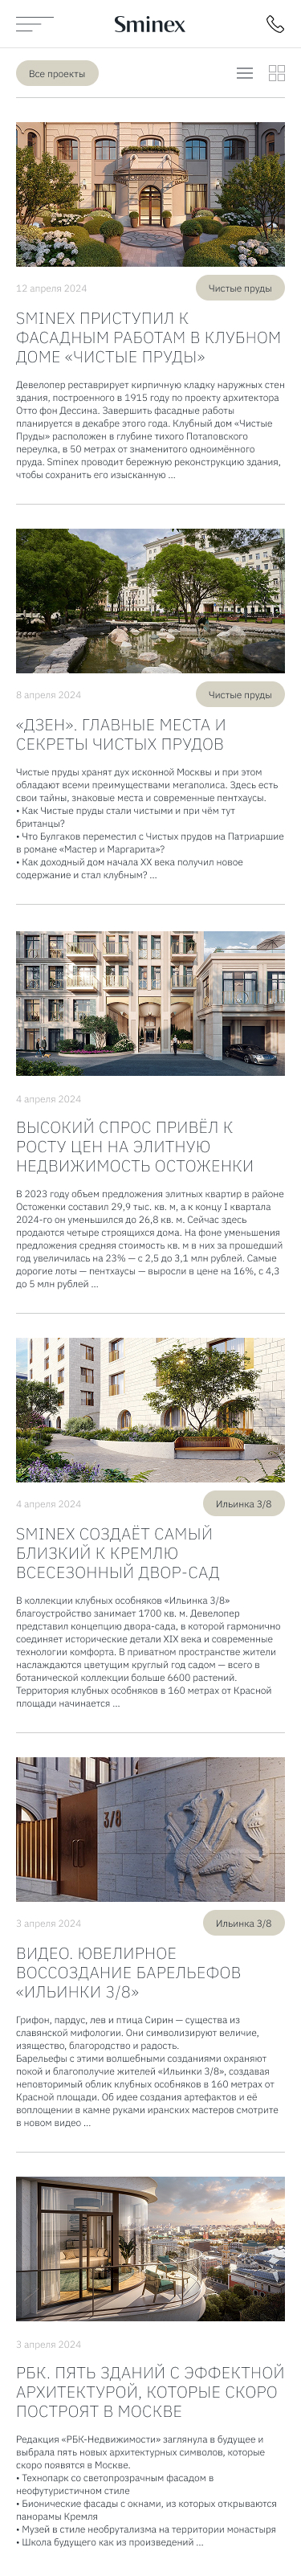 Sminex
Все проекты
12 апреля 2024
Чистые пруды
SMINEX ПРИСТУПИЛ К
ФАСАДНЫМ РАБОТАМ В КЛУБНОМ
ДОМЕ «ЧИСТЫЕ ПРУДЫ»
Девелопер реставрирует кирпичную кладку наружных стен
здания, построенного в 1915 году по проекту архитектора
Отто фон Дессина. Завершить фасадные работы
планируется в декабре этого года. Клубный дом «Чистые
Пруды» расположен в глубине тихого Потаповского
переулка, в 50 метрах от знаменитого одноимённого
пруда. Sminex проводит бережную реконструкцию здания,
чтобы сохранить его изысканную ...
8 апреля 2024
Чистые пруды
«ДЗЕН». ГЛАВНЫЕ МЕСТА И
СЕКРЕТЫ ЧИСТЫХ ПРУДОВ
Чистые пруды хранят дух исконной Москвы и при этом
обладают всеми преимуществами мегаполиса. Здесь есть
свои тайны, знаковые места и современные пентхаусы.
• Как Чистые пруды стали чистыми и при чём тут
британцы?
• Что Булгаков переместил с Чистых прудов на Патриаршие
в романе «Мастер и Маргарита»?
• Как доходный дом начала XX века получил новое
содержание и стал клубным? ...
4 апреля 2024
ВЫСОКИЙ СПРОС ПРИВЁЛ К
РОСТУ ЦЕН НА ЭЛИТНУЮ
НЕДВИЖИМОСТЬ ОСТОЖЕНКИ
В 2023 году объем предложения элитных квартир в районе
Остоженки составил 29,9 тыс. кв. м, а к концу I квартала
2024-го он уменьшился до 26,8 кв. м. Сейчас здесь
продаются четыре строящихся дома. На фоне уменьшения
предложения средняя стоимость кв. м в них за прошедший
год увеличилась на 23% — с 2,5 до 3,1 млн рублей. Самые
дорогие лоты — пентхаусы — выросли в цене на 16%, с 4,3
до 5 млн рублей ...
4 апреля 2024
Ильинка 3/8
SMINEX СОЗДАЁТ САМЫЙ
БЛИЗКИЙ К КРЕМЛЮ
ВСЕСЕЗОННЫЙ ДВОР-САД
В коллекции клубных особняков «Ильинка 3/8»
благоустройство занимает 1700 кв. м. Девелопер
представил концепцию двора-сада, в которой гармонично
соединяет исторические детали XIX века и современные
технологии комфорта. В приватном пространстве жители
наслаждаются цветущим круглый год садом — всего в
ботанической коллекции больше 6600 растений.
Территория клубных особняков в 160 метрах от Красной
площади начинается ...
3/8
3 апреля 2024
Ильинка 3/8
ВИДЕО. ЮВЕЛИРНОЕ
ВОССОЗДАНИЕ БАРЕЛЬЕФОВ
«ИЛЬИНКИ 3/8»
Грифон, пардус, лев и птица Сирин — существа из
славянской мифологии. Они символизируют величие,
изящество, благородство и радость.
Барельефы с этими волшебными созданиями охраняют
покой и благополучие жителей «Ильинки 3/8», создавая
неповторимый облик клубных особняков в 160 метрах от
Красной площади. Об идее создания артефактов и её
воплощении в камне руками иранских мастеров смотрите
в новом видео ...
3 апреля 2024
РБК. ПЯТЬ ЗДАНИЙ С ЭФФЕКТНОЙ
АРХИТЕКТУРОЙ, КОТОРЫЕ СКОРО
ПОСТРОЯТ В МОСКВЕ
Редакция «РБК-Недвижимости» заглянула в будущее и
выбрала пять новых архитектурных символов, которые
скоро появятся в Москве.
• Технопарк со светопрозрачным фасадом в
неофутуристичном стиле
• Бионические фасады с окнами, из которых открываются
панорамы Кремля
• Музей в стиле необрутализма на территории монастыря
• Школа будущего как из произведений ...